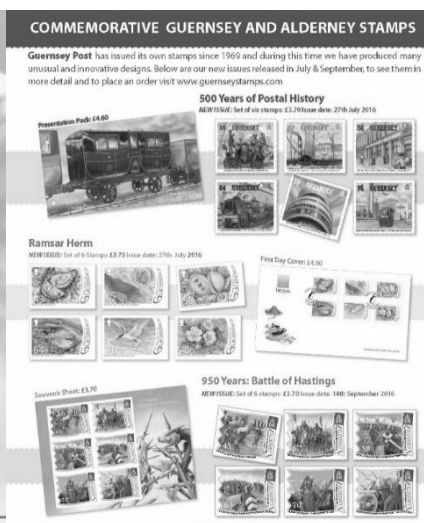 COMMEMORATIVE GUERNSEY AND ALDERNEY STAMPS
Guernsey Post has issued its own stamps since 1969 and during this time we have produced many
unusual and innovative designs. Below are our new issues released in July & September, to see them in
more detail and to place an order visit www.guernseystamps.com
500 Years of Postal History
NEW ISSUE: Set of six stamps: £3.70 Issue date: 27th July 2016
Presentation Pack: £4.60
GUERNSEY
GUERNSEY
GUERNSEY
GUERNSEY
GUERNSEY
GUERNSEY
Ramsar Herm
NEW ISSUE: Set of 6 Stamps £3.70 Issue date: 27th July 2016
First Day Cover: £4.90
Souvenir Sheet: £3.70
950 Years: Battle of Hastings
NEW ISSUE: Set of 6 stamps: £3.70 Issue date: 14th September 2016